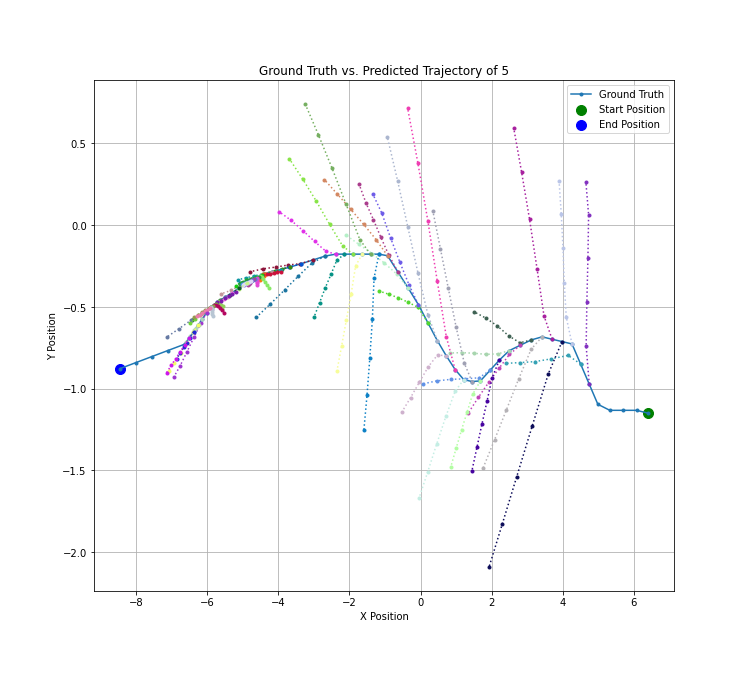 Ground Truth vs. Predicted Trajectory of 5
Ground Truth
Start Position
End Position
0.5
0.0
−0.5
−1.0
−1.5
−2.0
Y Position
−8 −6 −4 −2 0 2 4 6
X Position